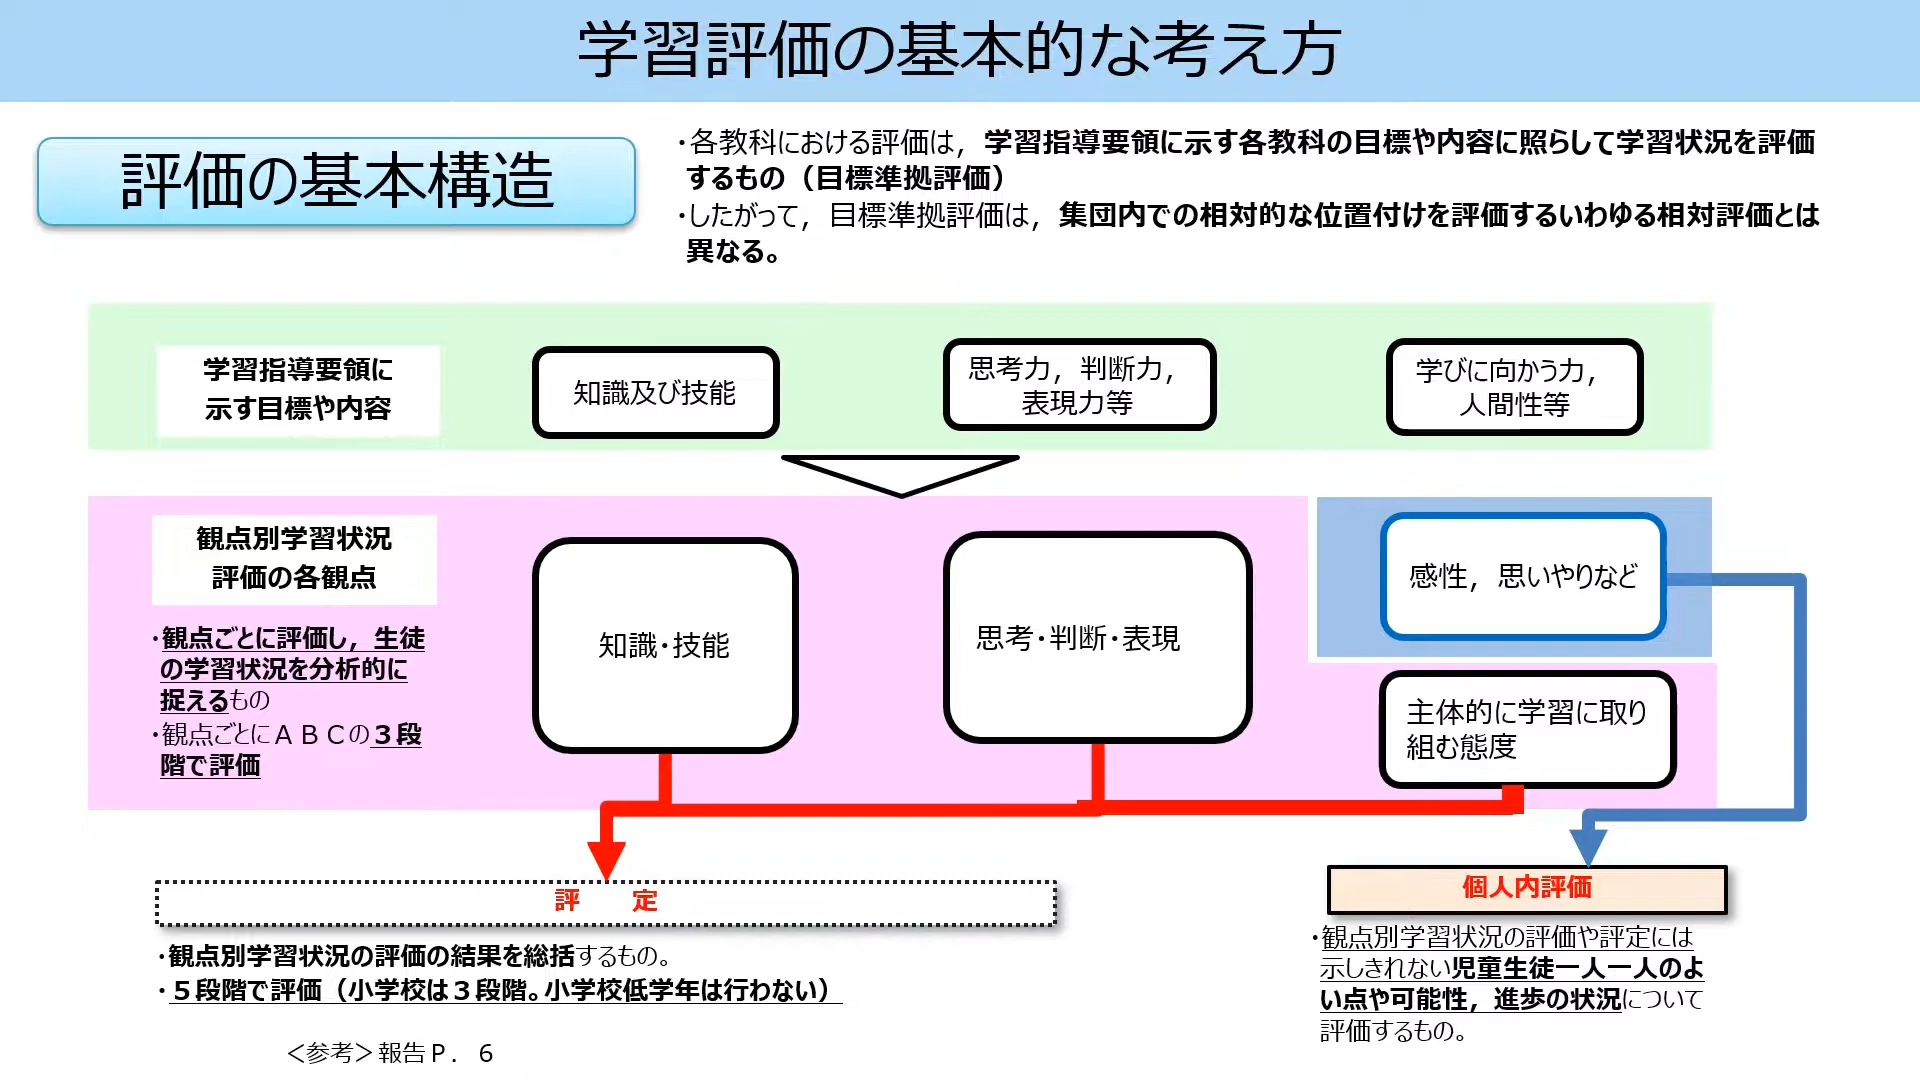 学習評価の基本的な考え方
評価の基本構造
・各教科における評価は，学習指導要領に示す各教科の目標や内容に照らして学習状況を評価
するもの（目標準拠評価）
・したがって，目標準拠評価は，集団内での相対的な位置付けを評価するいわゆる相対評価とは
異なる。
学習指導要領に
示す目標や内容
知識及び技能
思考力，判断力，
表現力等
学びに向かう力，
人間性等
観点別学習状況
評価の各観点
・観点ごとに評価し，生徒
の学習状況を分析的に
捉えるもの
・観点ごとにＡＢＣの３段
階で評価
知識・技能
思考・判断・表現
感性，思いやりなど
主体的に学習に取り
組む態度
評　　定
・観点別学習状況の評価の結果を総括するもの。
・５段階で評価（小学校は３段階。小学校低学年は行わない）
個人内評価
・観点別学習状況の評価や評定には
示しきれない児童生徒一人一人のよ
い点や可能性，進歩の状況について
評価するもの。
＜参考＞報告Ｐ．６